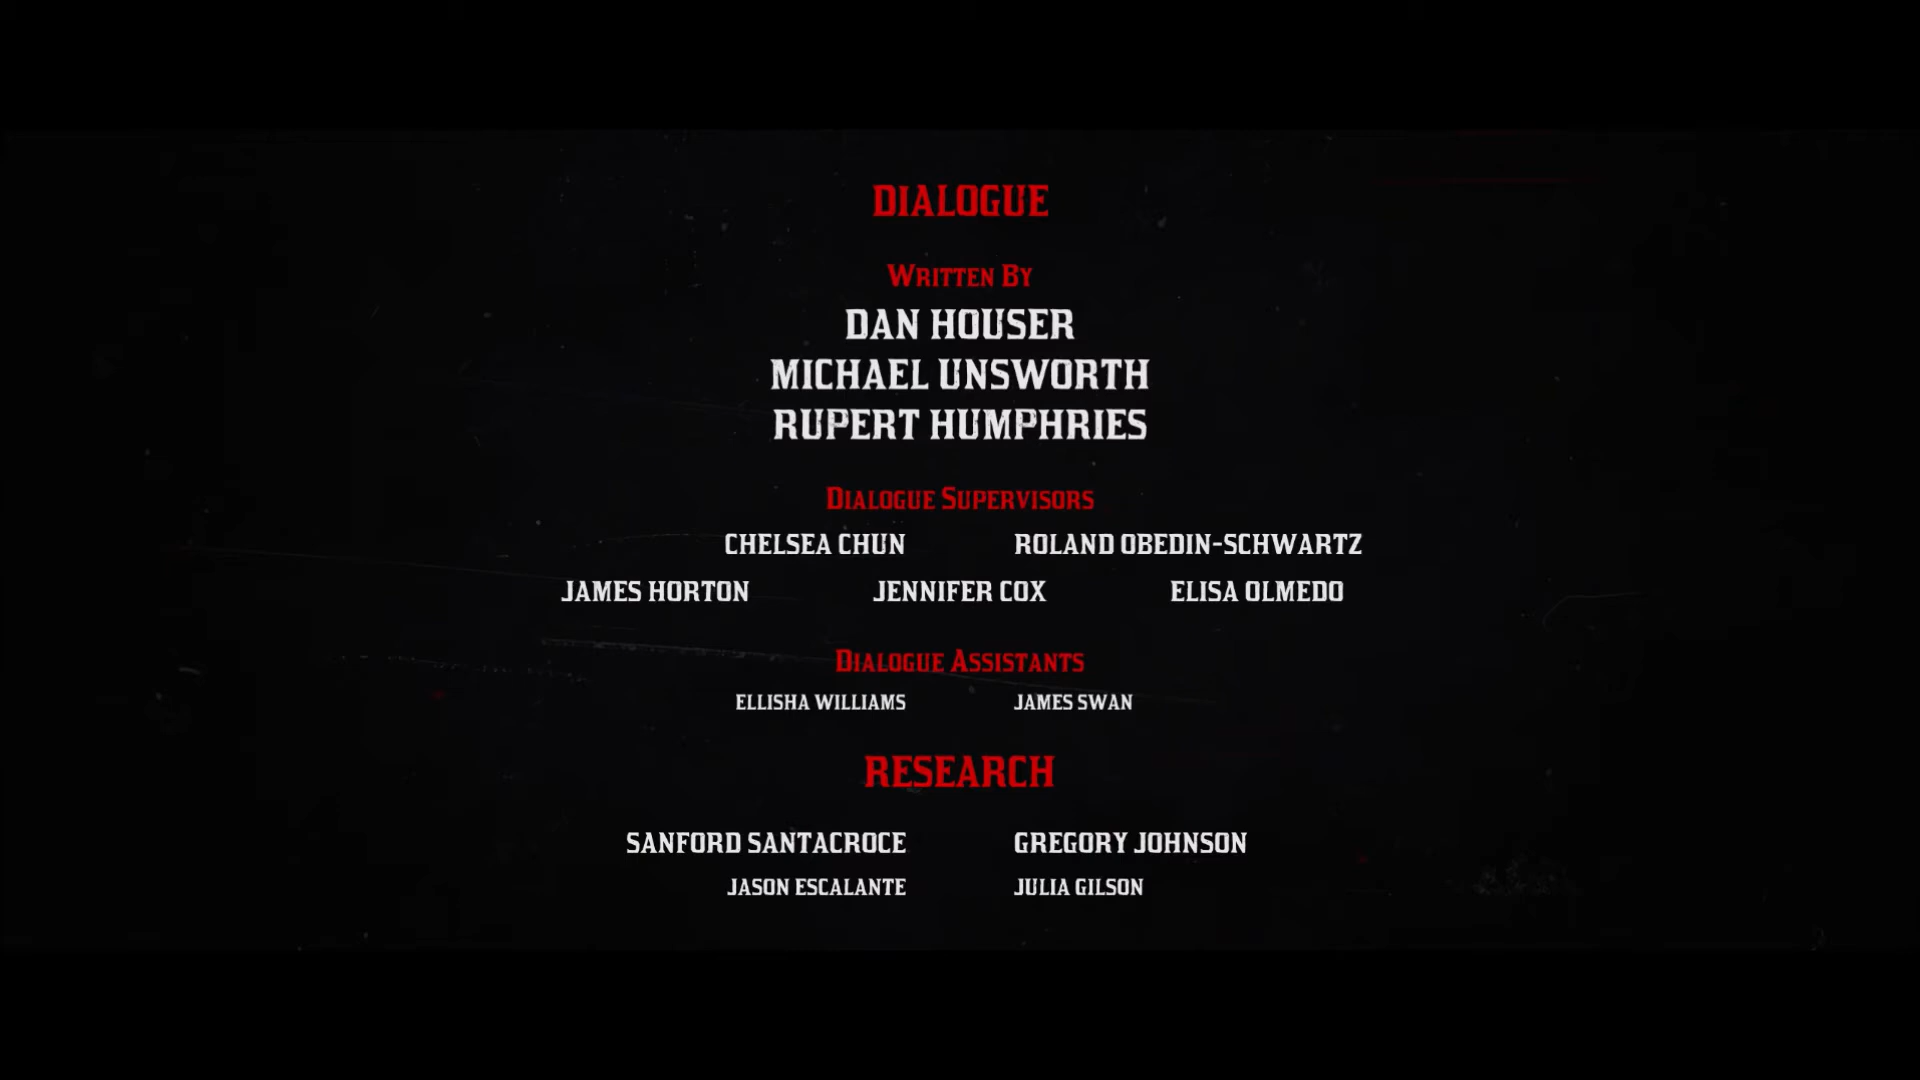 DIALOGUE
WRITTEN BY
DAN HOUSER
MICHAEL UNSWORTH
RUPERT HUMPHRIES
DIALOGUE SUPERVISORS
CHELSEA CHUN ROLAND OBEDIN-SCHWARTZ
JAMES HORTON JENNIFER COX ELISA OLMEDO
DIALOGUE ASSISTANTS
ELLISHA WILLIAMS JAMES SWAN
RESEARCH
SANFORD SANTACROCE GREGORY JOHNSON
JASON ESCALANTE JULIA GILSON